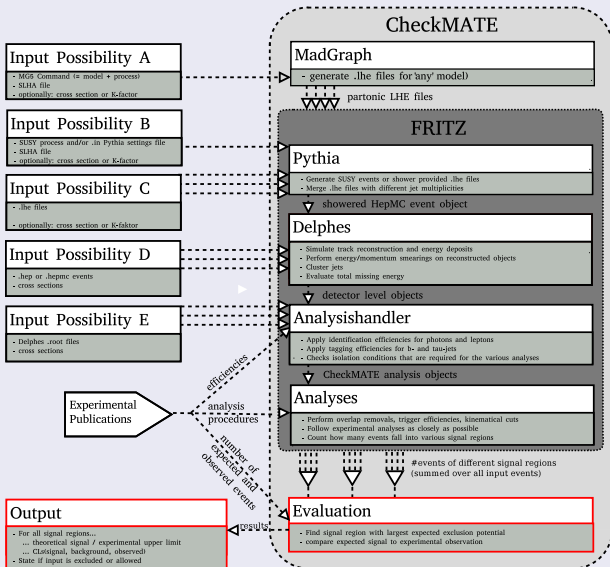 CheckMATE
MadGraph
- generate .lhe files for 'any' model)
partonic LHE files
FRITZ
Pythia
- Generate SUSY events or shower provided .lhe files
- Merge .lhe files with different jet multiplicities
showered HepMC event object
Delphes
- Simulate track reconstruction and energy deposits
- Perform energy/momentum smearings on reconstructed objects
- Cluster jets
- Evaluate total missing energy
detector level objects
Analysishandler
- Apply identification efficiencies for photons and leptons
- Apply tagging efficiencies for b- and tau-jets
- Checks isolation conditions that are required for the various analyses
CheckMATE analysis objects
Analyses
- Perform overlap removals, trigger efficiencies, kinematical cuts
- Follow experimental analyses as closely as possible
- Count how many events fall into various signal regions
#events of different signal regions
(summed over all input events)
Evaluation
- Find signal region with largest expected exclusion potential
- compare expected signal to experimental observation
Input Possibility A
- MG5 Command (= model + process)
- SLHA file
- optionally: cross section or K-factor
Input Possibility B
- SUSY process and/or .in Pythia settings file
- SLHA file
- optionally: cross section or K-factor
Input Possibility C
- .lhe files
- optionally: cross section or K-faktor
Input Possibility D
- .hep or .hepmc events
- cross sections
Input Possibility E
- Delphes .root files
- cross sections
Experimental
Publications
efficiencies
analysis
procedures
number of
expected and
observed events
results
Output
- For all signal regions...
... theoretical signal / experimental upper limit
... CLs(signal, background, observed)
- State if input is excluded or allowed